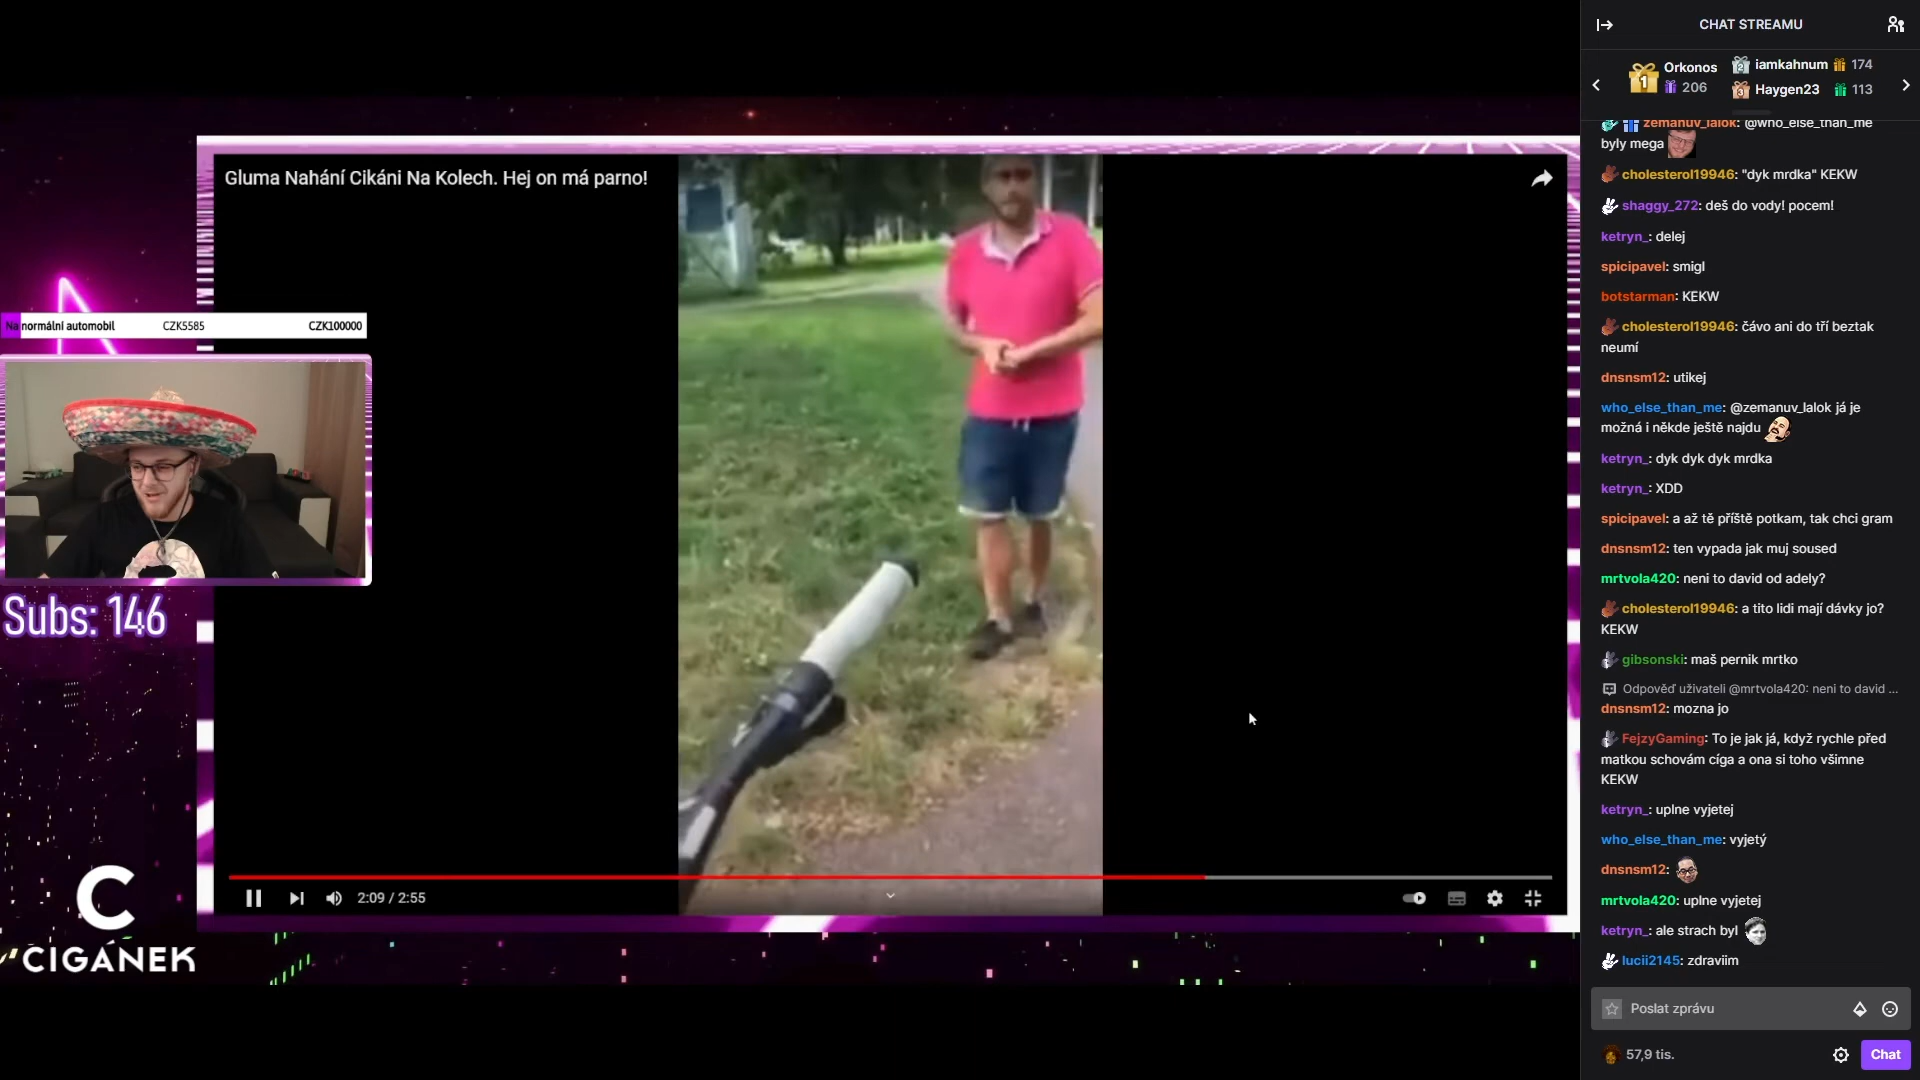 Gluma Nahání Cikáni Na Kolech. Hej on má parno!
Na normální automobil CZK5585 CZK100000
Subs: 146
C
CIGÁNEK
2:09 / 2:55
CHAT STREAMU
1 Orkonos
206
2 iamkahnum 174
3 Haygen23 113
zemanuv_lalok: @who_else_than_me
byly mega
cholesterol19946: "dyk mrdka" KEKW
shaggy_272: deš do vody! pocem!
ketryn_: delej
spicipavel: smigl
botstarman: KEKW
cholesterol19946: čávo ani do tří beztak
neumí
dnsnsm12: utikej
who_else_than_me: @zemanuv_lalok já je
možná i někde ještě najdu
ketryn_: dyk dyk dyk mrdka
ketryn_: XDD
spicipavel: a až tě příště potkam, tak chci gram
dnsnsm12: ten vypada jak muj soused
mrtvola420: neni to david od adely?
cholesterol19946: a tito lidi mají dávky jo?
KEKW
gibsonski: maš pernik mrtko
Odpověď uživateli @mrtvola420: neni to david ...
dnsnsm12: mozna jo
FejzyGaming: To je jak já, když rychle před
matkou schovám cíga a ona si toho všimne
KEKW
ketryn_: uplne vyjetej
who_else_than_me: vyjetý
dnsnsm12:
mrtvola420: uplne vyjetej
ketryn_: ale strach byl
lucii2145: zdraviim
Poslat zprávu
57,9 tis.
Chat